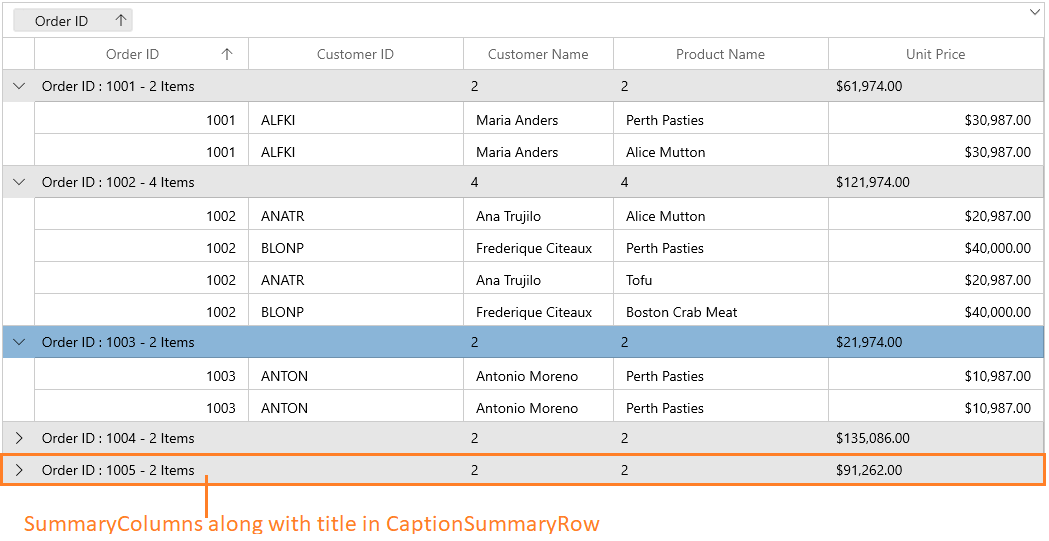 Order ID
Order ID Customer ID Customer Name Product Name Unit Price
Order ID : 1001 - 2 Items 2 2 $61,974.00
1001 ALFKI Maria Anders Perth Pasties $30,987.00
1001 ALFKI Maria Anders Alice Mutton $30,987.00
Order ID : 1002 - 4 Items 4 4 $121,974.00
1002 ANATR Ana Trujilo Alice Mutton $20,987.00
1002 BLONP Frederique Citeaux Perth Pasties $40,000.00
1002 ANATR Ana Trujilo Tofu $20,987.00
1002 BLONP Frederique Citeaux Boston Crab Meat $40,000.00
Order ID : 1003 - 2 Items 2 2 $21,974.00
1003 ANTON Antonio Moreno Perth Pasties $10,987.00
1003 ANTON Antonio Moreno Perth Pasties $10,987.00
Order ID : 1004 - 2 Items 2 2 $135,086.00
Order ID : 1005 - 2 Items 2 2 $91,262.00
SummaryColumns along with title in CaptionSummaryRow